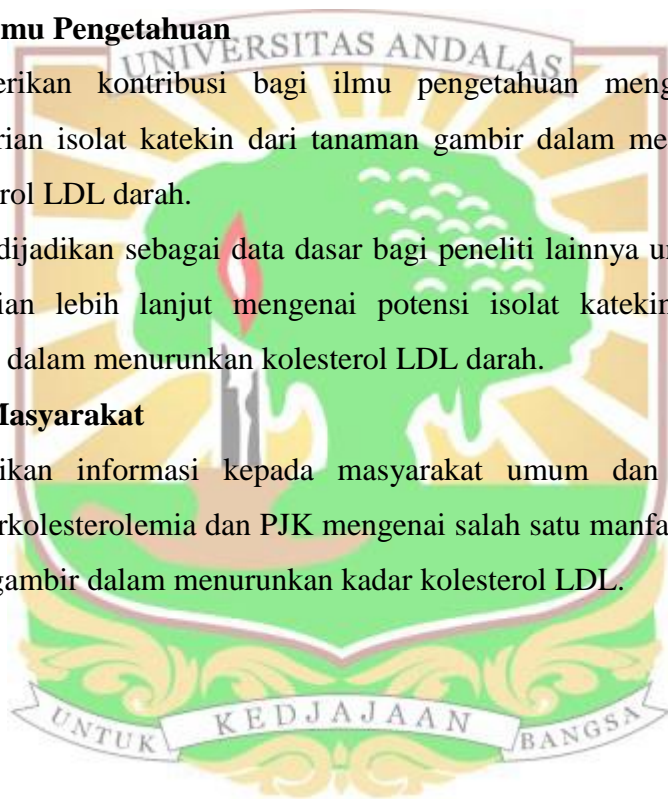 lmu Pengetahuan
UNIVERSITAS ANDALAS
erikan kontribusi bagi ilmu pengetahuan meng
rian isolat katekin dari tanaman gambir dalam me
rol LDL darah.
dijadikan sebagai data dasar bagi peneliti lainnya u
ian lebih lanjut mengenai potensi isolat katekin
dalam menurunkan kolesterol LDL darah.
Masyarakat
ikan informasi kepada masyarakat umum dan
rkolesterolemia dan PJK mengenai salah satu manfa
gambir dalam menurunkan kadar kolesterol LDL.
UNTUK KEDJAJAAN BANGSA